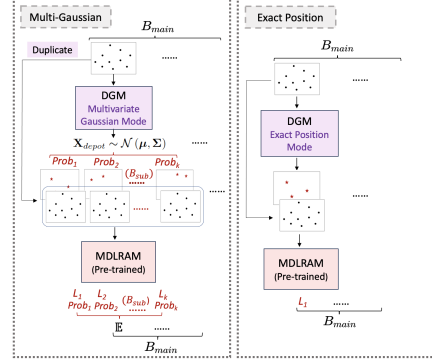 Multi-Gaussian
B_main
Duplicate
......
DGM
Multivariate
Gaussian Mode
X_depot ~ N (μ, Σ)
......
Prob_1 Prob_2 Prob_k
(B_sub)
......
......
......
MDLRAM
(Pre-trained)
L_1 L_2 (B_sub) L_k
Prob_1 Prob_2 ...... Prob_k
𝔼 ......
B_main
Exact Position
B_main
......
DGM
Exact Position
Mode
MDLRAM
(Pre-trained)
L_1 ......
B_main